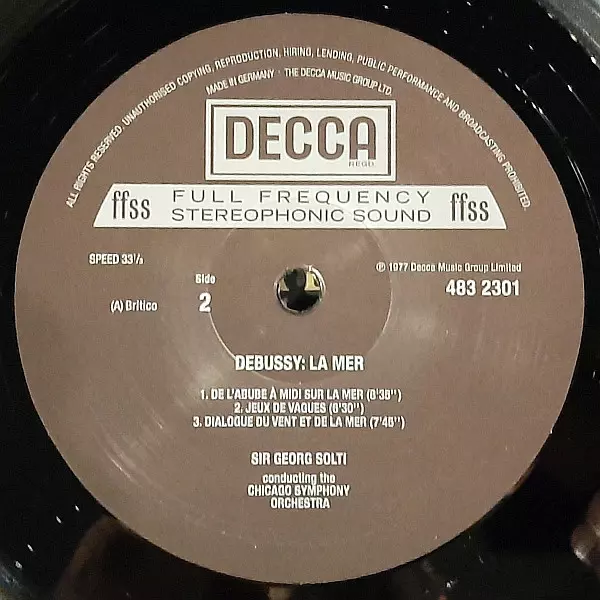 ALL RIGHTS RESERVED. UNAUTHORISED COPYING, REPRODUCTION, HIRING, LENDING, PUBLIC PERFORMANCE AND BROADCASTING PROHIBITED.
MADE IN GERMANY · THE DECCA MUSIC GROUP LTD.
DECCA
REGD.
ffss FULL FREQUENCY ffss
STEREOPHONIC SOUND
SPEED 33⅓
℗ 1977 Decca Music Group Limited
483 2301
Side
2
(A) Britico
DEBUSSY: LA MER
1. DE L'ABUBE À MIDI SUR LA MER (8'38'')
2. JEUX DE VAQUES (6'30'')
3. DIALOGUE DU VENT ET DE LA MER (7'45'')
SIR GEORG SOLTI
conducting the
CHICAGO SYMPHONY
ORCHESTRA